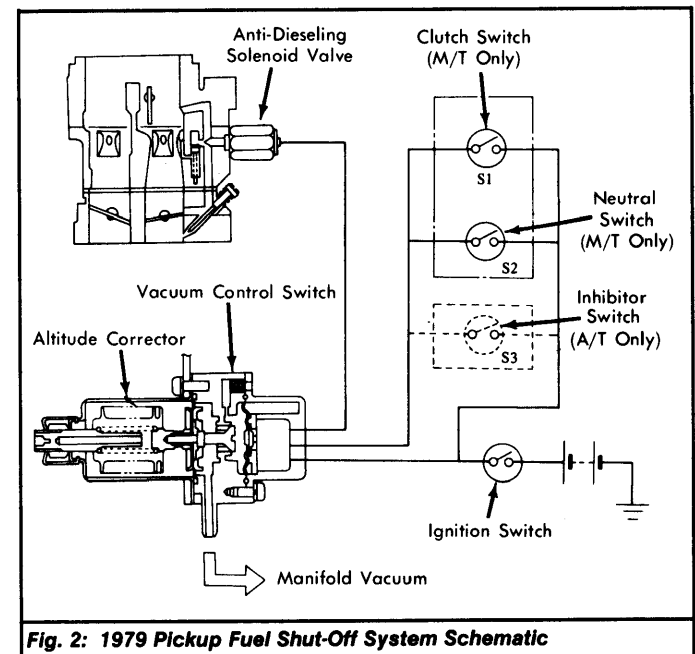 Anti-Dieseling
Solenoid Valve
Clutch Switch
(M/T Only)
S1
Neutral
Switch
(M/T Only)
S2
Vacuum Control Switch
Inhibitor
Switch
(A/T Only)
S3
Altitude Corrector
Ignition Switch
Manifold Vacuum
Fig. 2: 1979 Pickup Fuel Shut-Off System Schematic